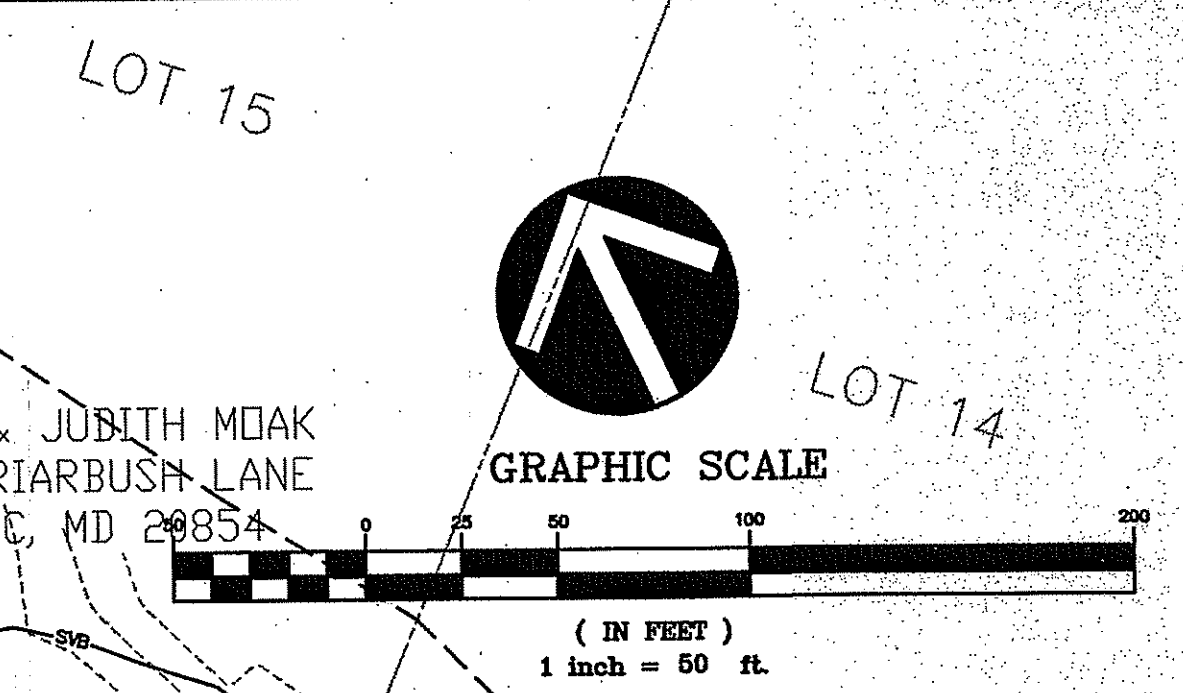 LOT 15
LOT 14
JUDITH MOAK
RIARBUSH LANE
C, MD 20854
GRAPHIC SCALE
50 0 25 50 100 200
( IN FEET )
1 inch = 50 ft.
SVB